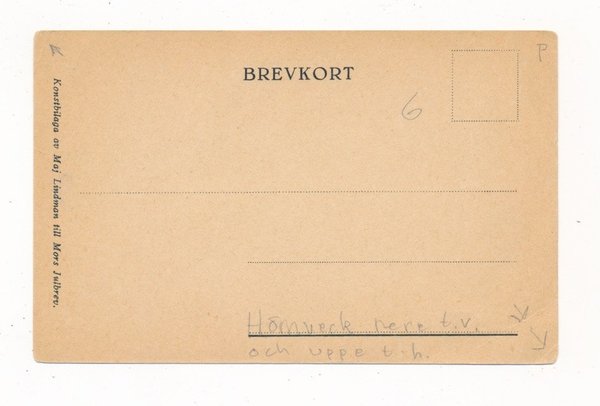 BREVKORT
P
6
Konstbilaga av Maj Lindman till Mors Julbrev.
Hörnveck nere t.v.
och uppe t.h.